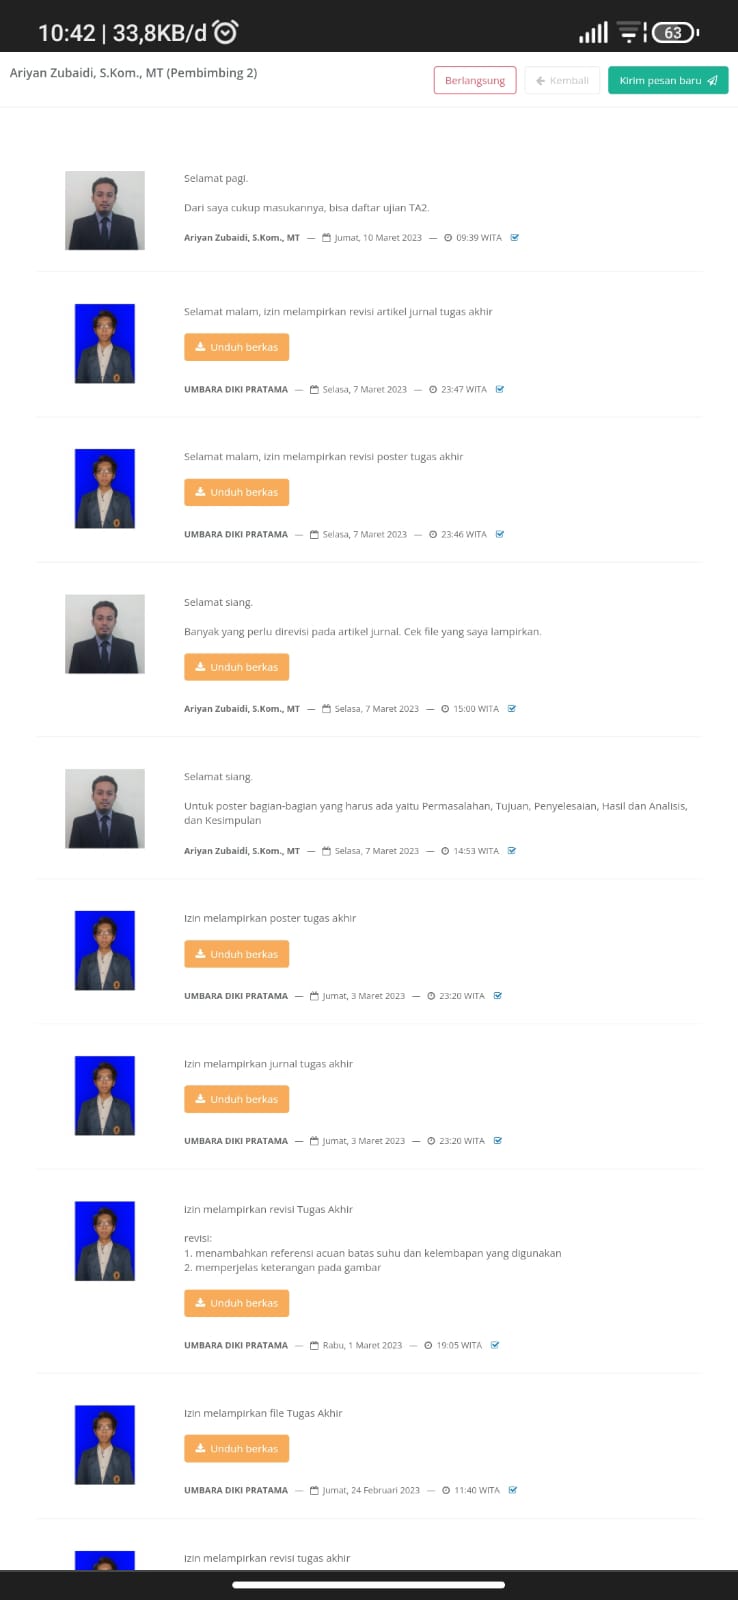 10:42 | 33,8KB/d
63
Ariyan Zubaidi, S.Kom., MT (Pembimbing 2)
Berlangsung
Kembali
Kirim pesan baru
Selamat pagi.
Dari saya cukup masukannya, bisa daftar ujian TA2.
Ariyan Zubaidi, S.Kom., MT — Jumat, 10 Maret 2023 — 09:39 WITA
Selamat malam, izin melampirkan revisi artikel jurnal tugas akhir
Unduh berkas
UMBARA DIKI PRATAMA — Selasa, 7 Maret 2023 — 23:47 WITA
Selamat malam, izin melampirkan revisi poster tugas akhir
Unduh berkas
UMBARA DIKI PRATAMA — Selasa, 7 Maret 2023 — 23:46 WITA
Selamat siang.
Banyak yang perlu direvisi pada artikel jurnal. Cek file yang saya lampirkan.
Unduh berkas
Ariyan Zubaidi, S.Kom., MT — Selasa, 7 Maret 2023 — 15:00 WITA
Selamat siang.
Untuk poster bagian-bagian yang harus ada yaitu Permasalahan, Tujuan, Penyelesaian, Hasil dan Analisis,
dan Kesimpulan
Ariyan Zubaidi, S.Kom., MT — Selasa, 7 Maret 2023 — 14:53 WITA
Izin melampirkan poster tugas akhir
Unduh berkas
UMBARA DIKI PRATAMA — Jumat, 3 Maret 2023 — 23:20 WITA
Izin melampirkan jurnal tugas akhir
Unduh berkas
UMBARA DIKI PRATAMA — Jumat, 3 Maret 2023 — 23:20 WITA
izin melampirkan revisi Tugas Akhir
revisi:
1. menambahkan referensi acuan batas suhu dan kelembapan yang digunakan
2. memperjelas keterangan pada gambar
Unduh berkas
UMBARA DIKI PRATAMA — Rabu, 1 Maret 2023 — 19:05 WITA
Izin melampirkan file Tugas Akhir
Unduh berkas
UMBARA DIKI PRATAMA — Jumat, 24 Februari 2023 — 11:40 WITA
izin melampirkan revisi tugas akhir